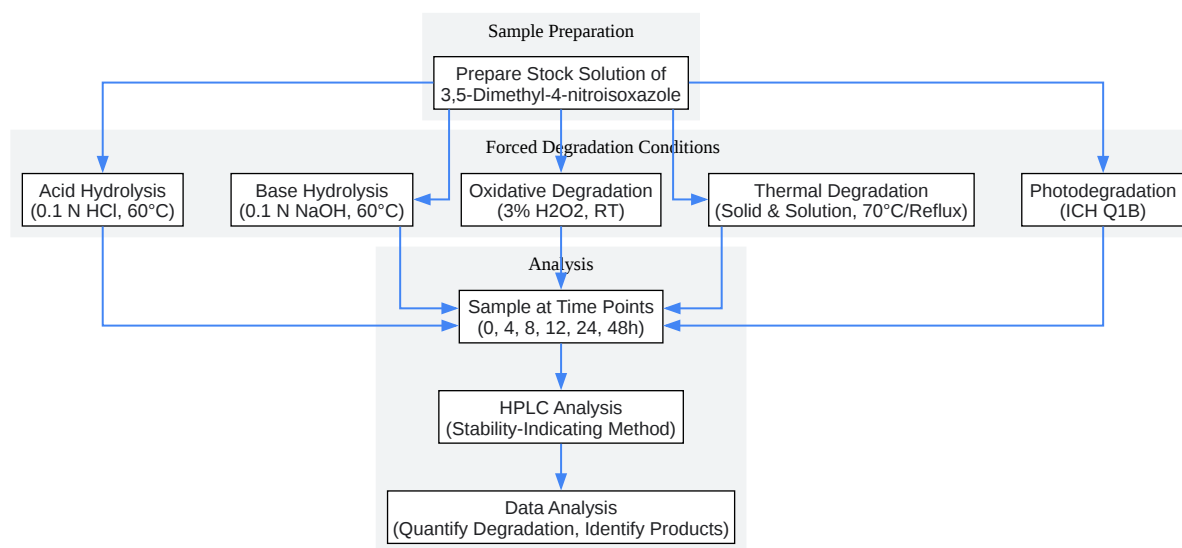 Sample Preparation
Prepare Stock Solution of
3,5-Dimethyl-4-nitroisoxazole
Forced Degradation Conditions
Acid Hydrolysis
(0.1 N HCl, 60°C)
Base Hydrolysis
(0.1 N NaOH, 60°C)
Oxidative Degradation
(3% H2O2, RT)
Thermal Degradation
(Solid & Solution, 70°C/Reflux)
Photodegradation
(ICH Q1B)
Analysis
Sample at Time Points
(0, 4, 8, 12, 24, 48h)
HPLC Analysis
(Stability-Indicating Method)
Data Analysis
(Quantify Degradation, Identify Products)